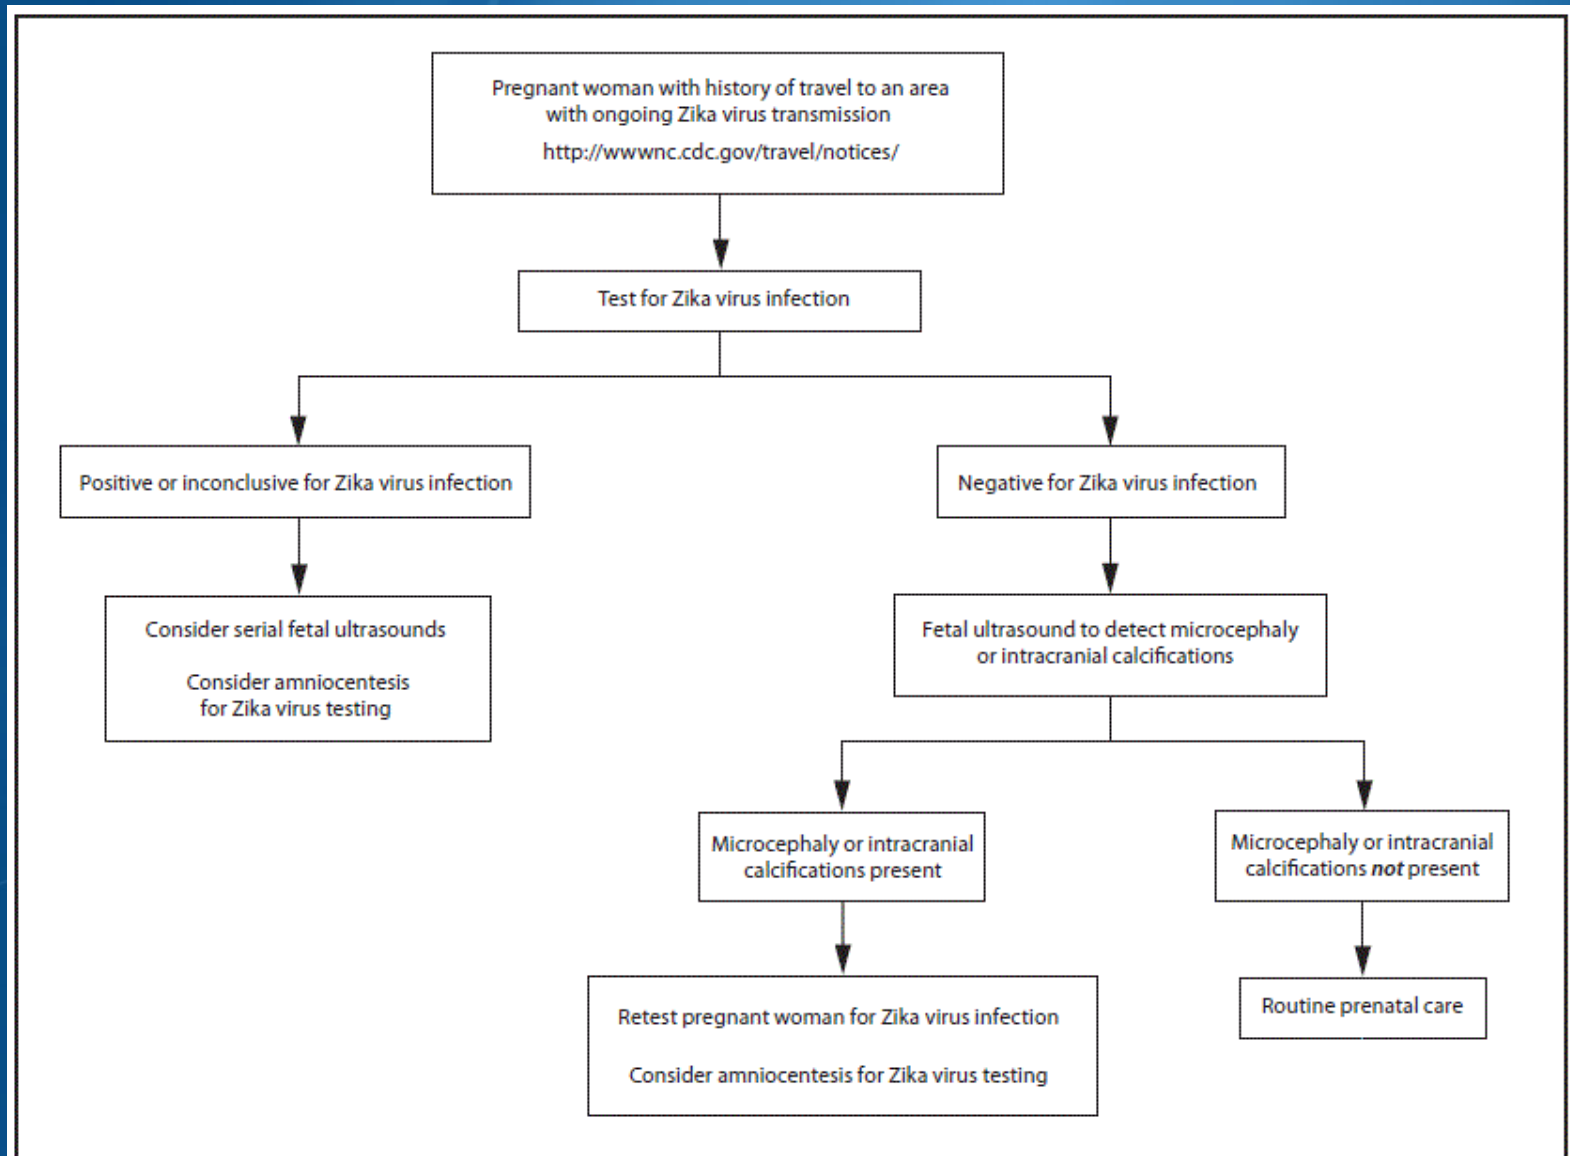 Pregnant woman with history of travel to an area
with ongoing Zika virus transmission
http://wwwnc.cdc.gov/travel/notices/
Test for Zika virus infection
Positive or inconclusive for Zika virus infection
Negative for Zika virus infection
Consider serial fetal ultrasounds
Consider amniocentesis
for Zika virus testing
Fetal ultrasound to detect microcephaly
or intracranial calcifications
Microcephaly or intracranial
calcifications present
Microcephaly or intracranial
calcifications not present
Retest pregnant woman for Zika virus infection
Consider amniocentesis for Zika virus testing
Routine prenatal care